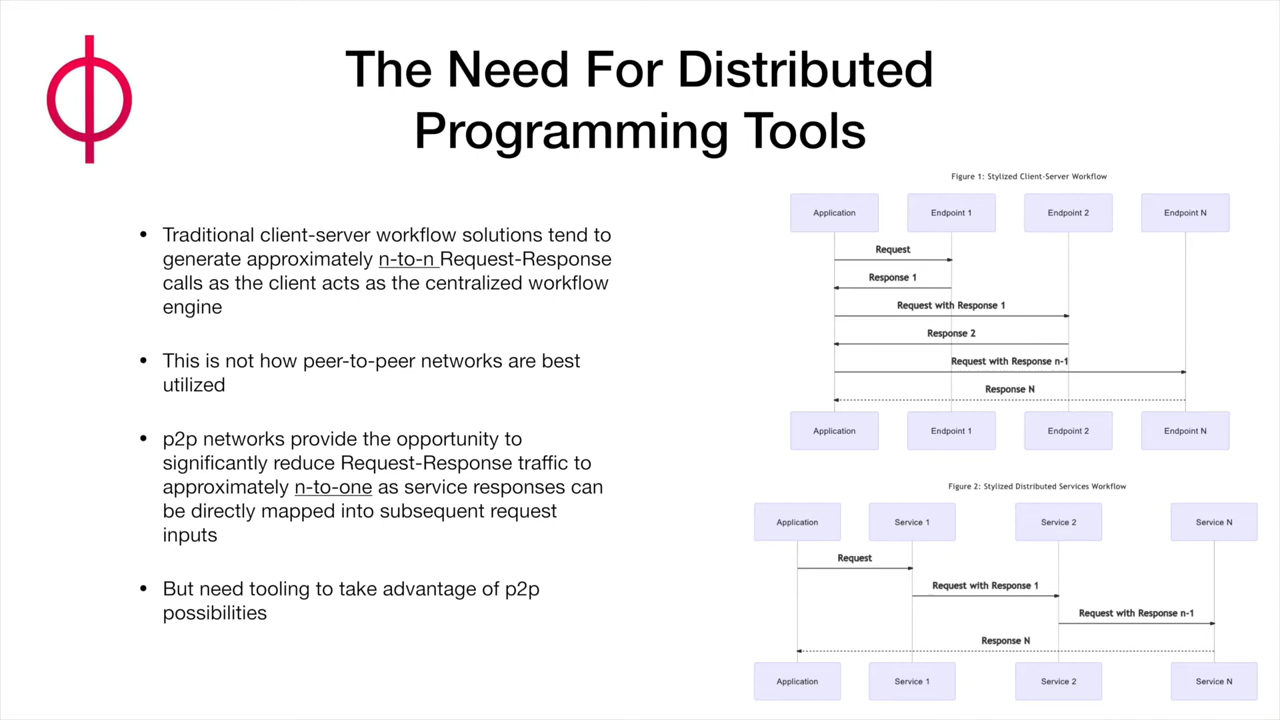 The Need For Distributed
Programming Tools
• Traditional client-server workflow solutions tend to
generate approximately n-to-n Request-Response
calls as the client acts as the centralized workflow
engine
• This is not how peer-to-peer networks are best
utilized
• p2p networks provide the opportunity to
significantly reduce Request-Response traffic to
approximately n-to-one as service responses can
be directly mapped into subsequent request
inputs
• But need tooling to take advantage of p2p
possibilities
Figure 1: Stylized Client-Server Workflow
Application Endpoint 1 Endpoint 2 Endpoint N
Request
Response 1
Request with Response 1
Response 2
Request with Response n-1
Response N
Application Endpoint 1 Endpoint 2 Endpoint N
Figure 2: Stylized Distributed Services Workflow
Application Service 1 Service 2 Service N
Request
Request with Response 1
Request with Response n-1
Response N
Application Service 1 Service 2 Service N